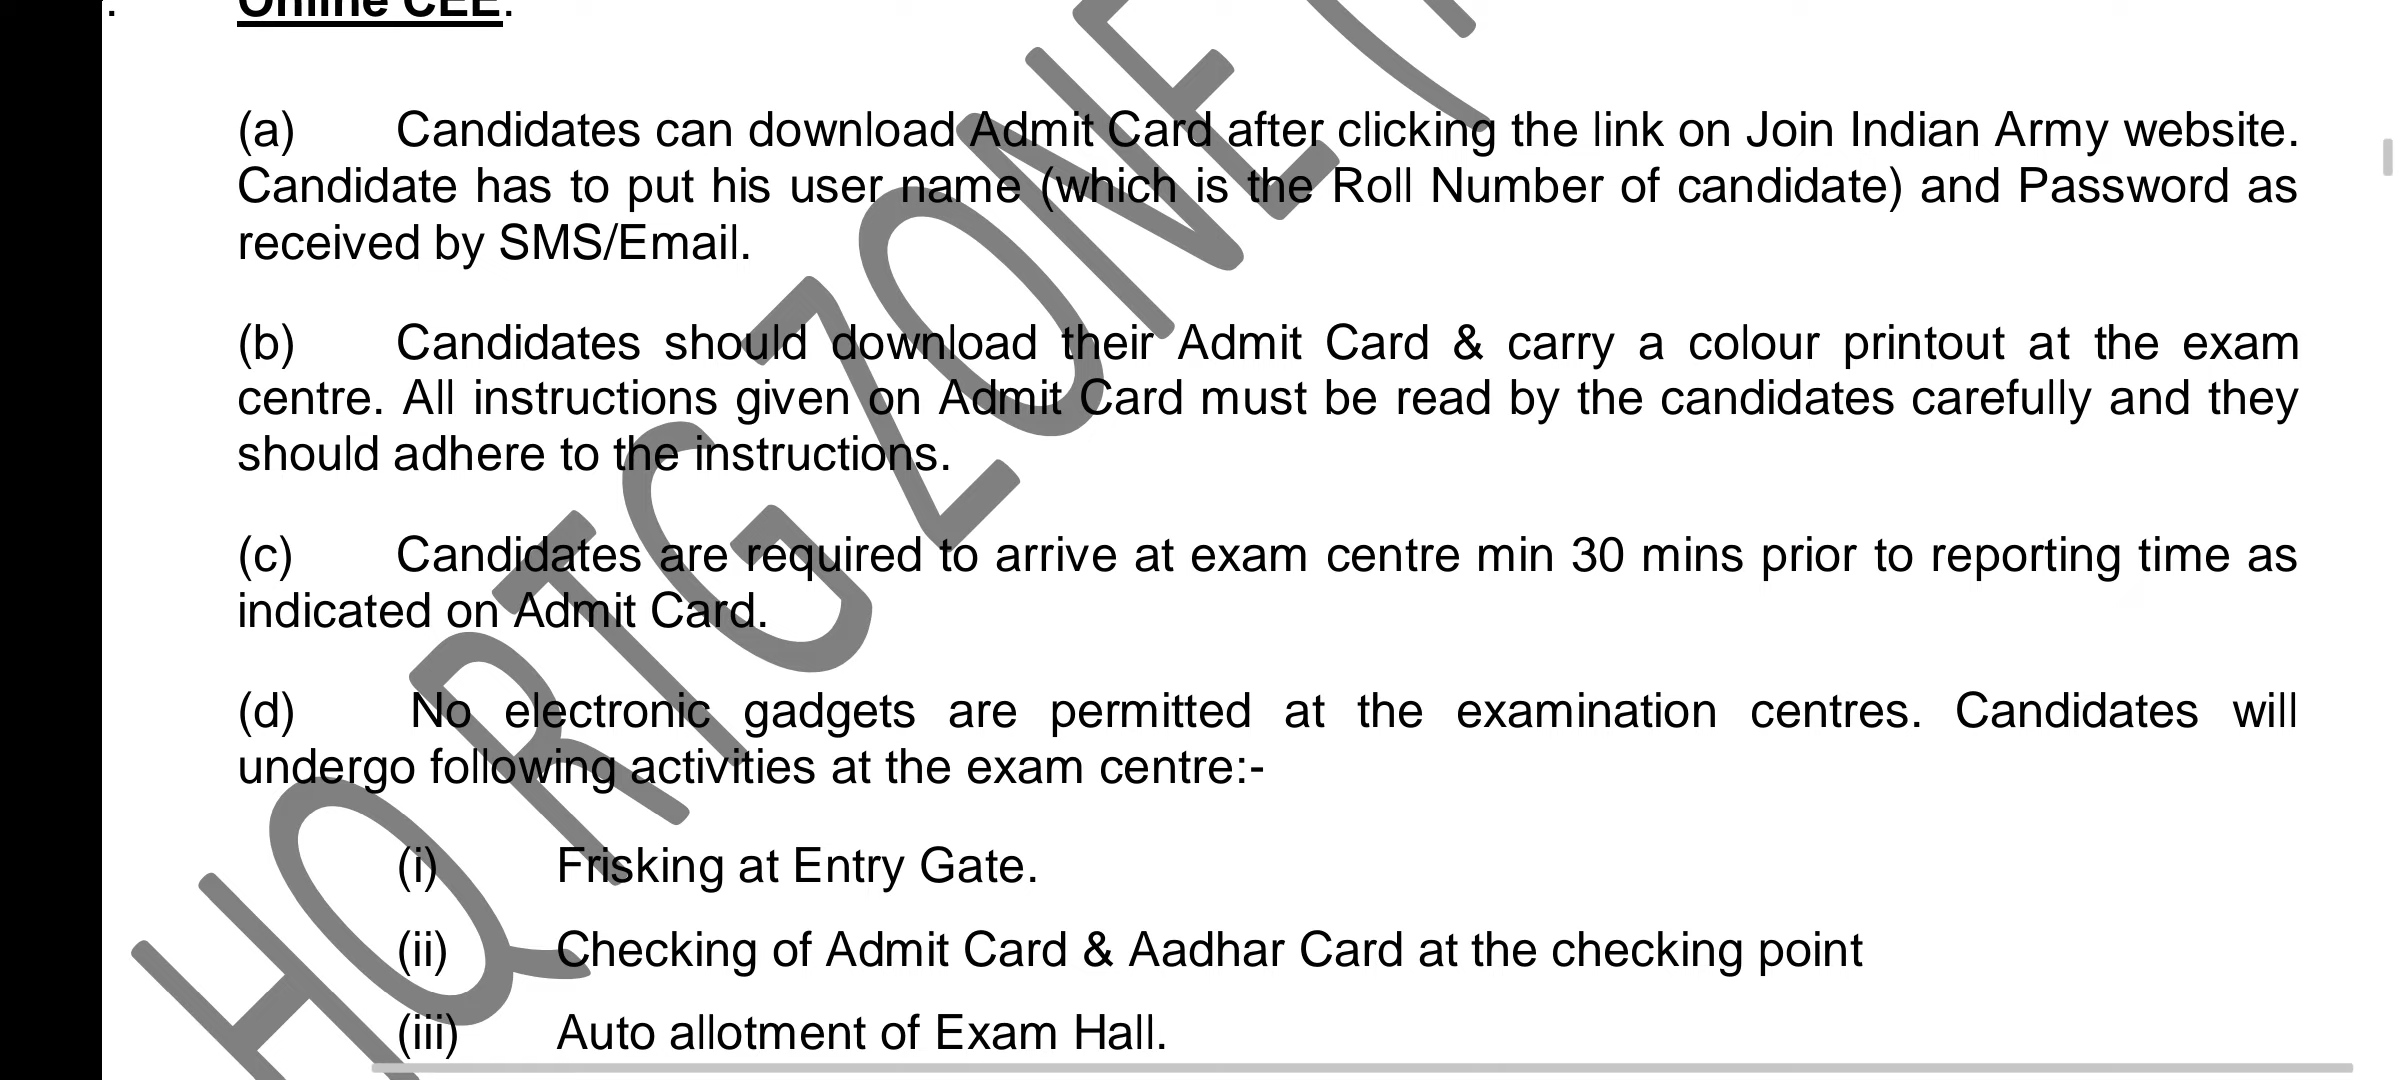 Online CEE.
(a) Candidates can download Admit Card after clicking the link on Join Indian Army website.
Candidate has to put his user name (which is the Roll Number of candidate) and Password as
received by SMS/Email.
(b) Candidates should download their Admit Card & carry a colour printout at the exam
centre. All instructions given on Admit Card must be read by the candidates carefully and they
should adhere to the instructions.
(c) Candidates are required to arrive at exam centre min 30 mins prior to reporting time as
indicated on Admit Card.
(d) No electronic gadgets are permitted at the examination centres. Candidates will
undergo following activities at the exam centre:-
(i) Frisking at Entry Gate.
(ii) Checking of Admit Card & Aadhar Card at the checking point
(iii) Auto allotment of Exam Hall.
HQ RTG ZONE